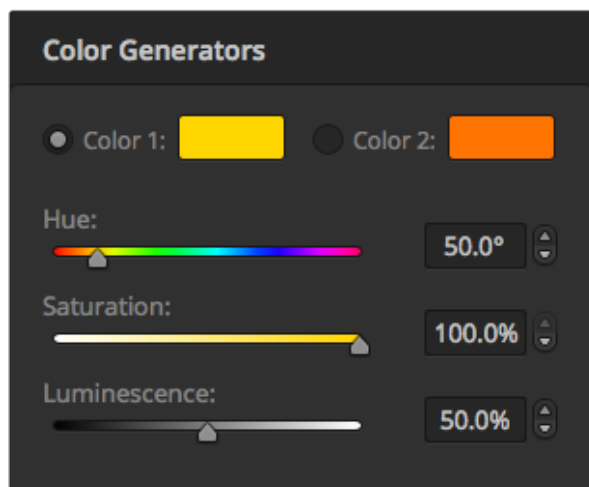 Color Generators
Color 1: Color 2:
Hue:
50.0°
Saturation:
100.0%
Luminescence:
50.0%